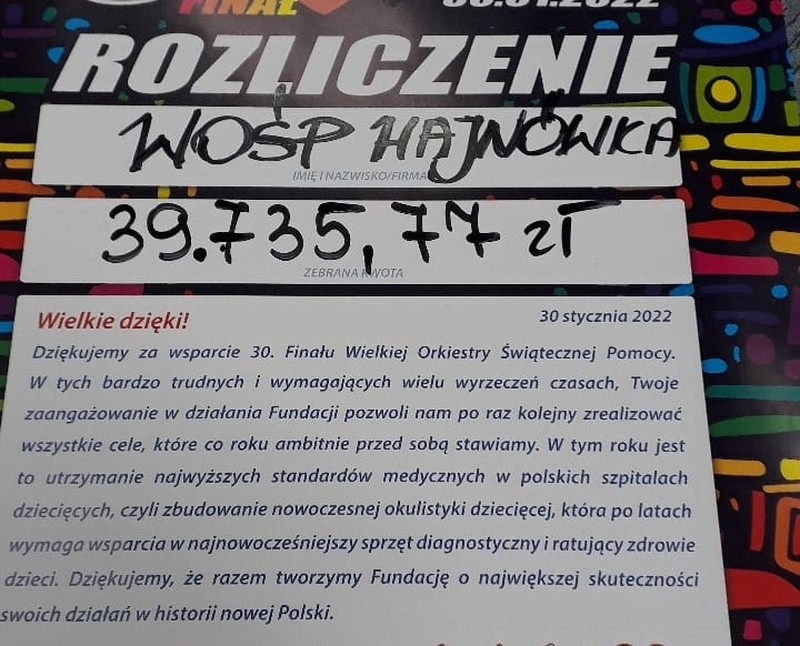 FINAŁ
30.01.2022
ROZLICZENIE
WOŚP HAJNÓWKA
IMIĘ I NAZWISKO/FIRMA
39.735,77 zł
ZEBRANA KWOTA
Wielkie dzięki!
30 stycznia 2022
Dziękujemy za wsparcie 30. Finału Wielkiej Orkiestry Świątecznej Pomocy.
W tych bardzo trudnych i wymagających wielu wyrzeczeń czasach, Twoje
zaangażowanie w działania Fundacji pozwoli nam po raz kolejny zrealizować
wszystkie cele, które co roku ambitnie przed sobą stawiamy. W tym roku jest
to utrzymanie najwyższych standardów medycznych w polskich szpitalach
dziecięcych, czyli zbudowanie nowoczesnej okulistyki dziecięcej, która po latach
wymaga wsparcia w najnowocześniejszy sprzęt diagnostyczny i ratujący zdrowie
dzieci. Dziękujemy, że razem tworzymy Fundację o największej skuteczności
swoich działań w historii nowej Polski.